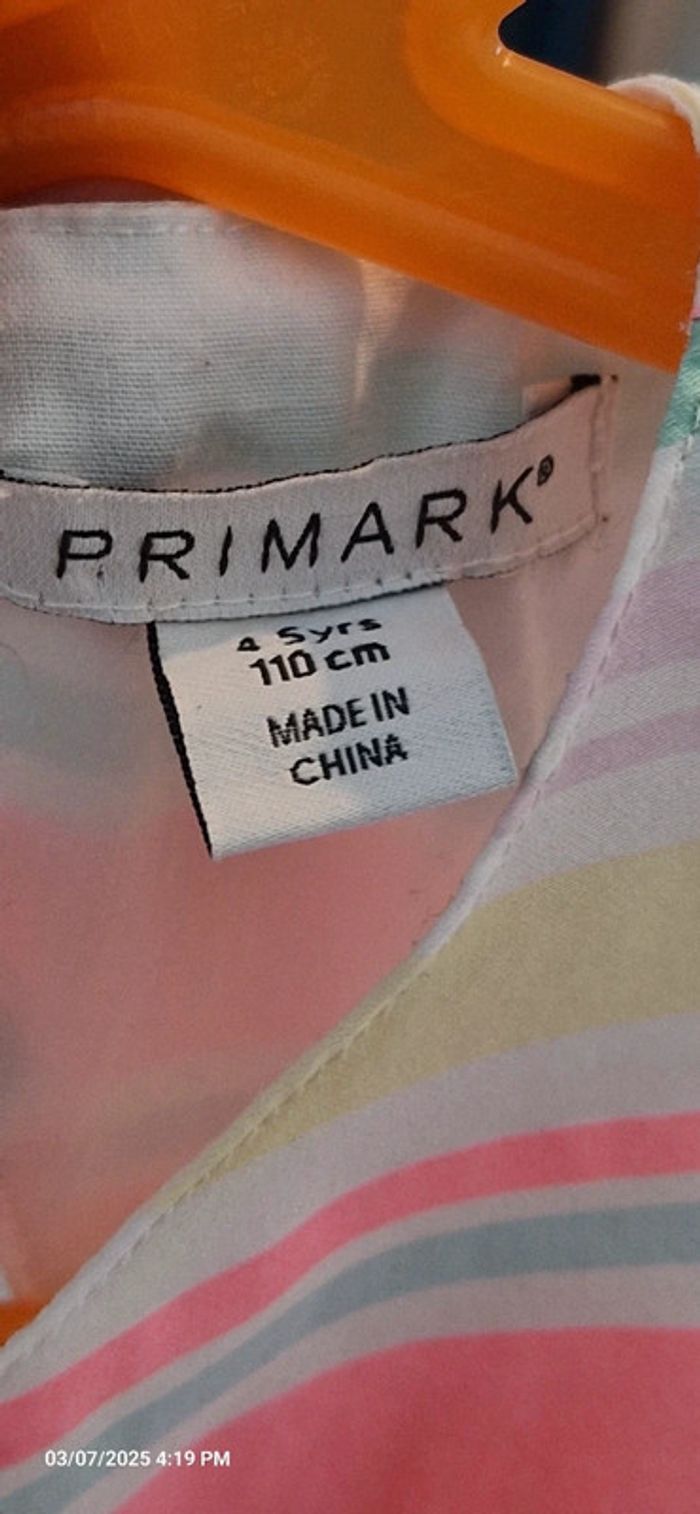 PRIMARK®
4 5yrs
110 cm
MADE IN
CHINA
03/07/2025 4:19 PM